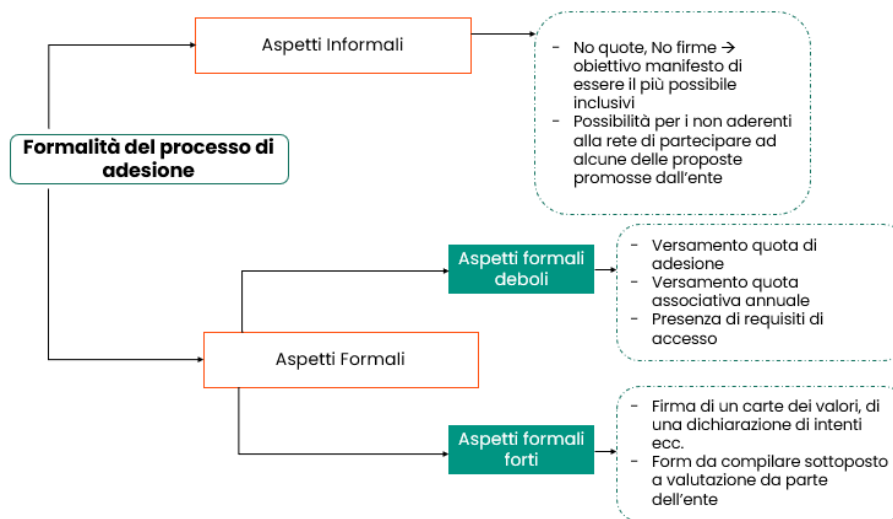 Aspetti Informali
- No quote, No firme →
obiettivo manifesto di
essere il più possibile
inclusivi
- Possibilità per i non aderenti
alla rete di partecipare ad
alcune delle proposte
promosse dall'ente
Formalità del processo di
adesione
Aspetti formali
deboli
- Versamento quota di
adesione
- Versamento quota
associativa annuale
- Presenza di requisiti di
accesso
Aspetti Formali
Aspetti formali
forti
- Firma di un carte dei valori, di
una dichiarazione di intenti
ecc.
- Form da compilare sottoposto
a valutazione da parte
dell'ente